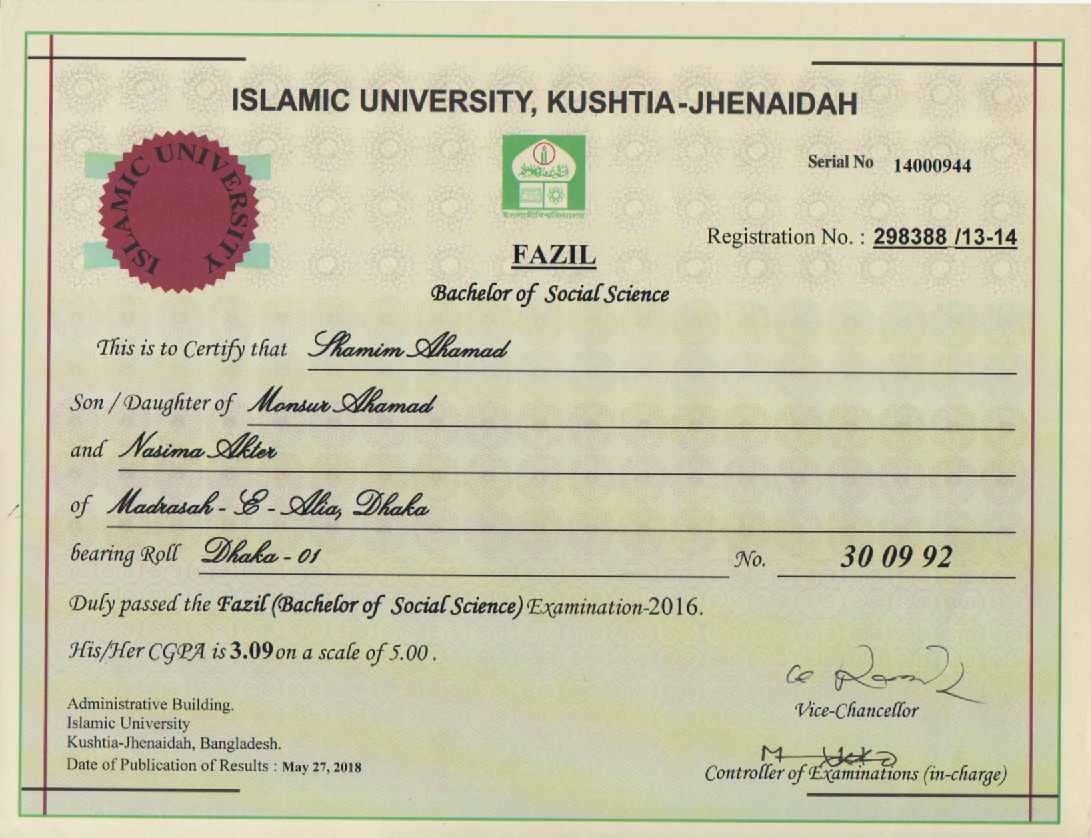 ISLAMIC UNIVERSITY, KUSHTIA-JHENAIDAH
ISLAMIC UNIVERSITY
ইসলামী বিশ্ববিদ্যালয়
Serial No 14000944
Registration No. : 298388 /13-14
FAZIL
Bachelor of Social Science
This is to Certify that Shamim Ahamad
Son / Daughter of Monsur Ahamad
and Nasima Akter
of Madrasah - E - Alia, Dhaka
bearing Roll Dhaka - 01 No. 30 09 92
Duly passed the Fazil (Bachelor of Social Science) Examination-2016.
His/Her CGPA is 3.09 on a scale of 5.00 .
Vice-Chancellor
Administrative Building.
Islamic University
Kushtia-Jhenaidah, Bangladesh.
Date of Publication of Results : May 27, 2018
Controller of Examinations (in-charge)